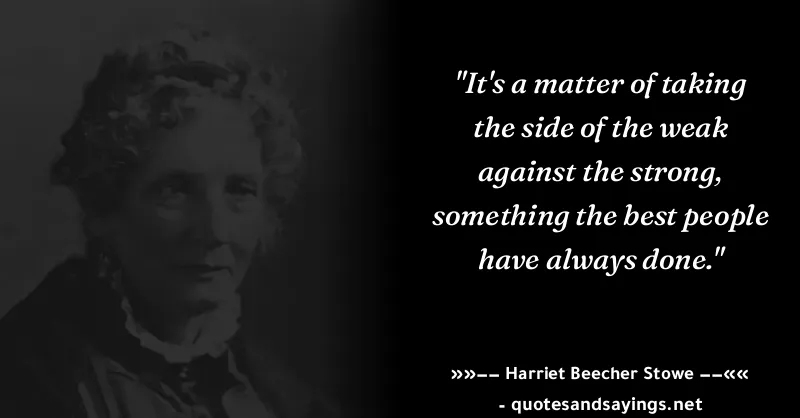 "It's a matter of taking
the side of the weak
against the strong,
something the best people
have always done."
»»–– Harriet Beecher Stowe ––««
- quotesandsayings.net